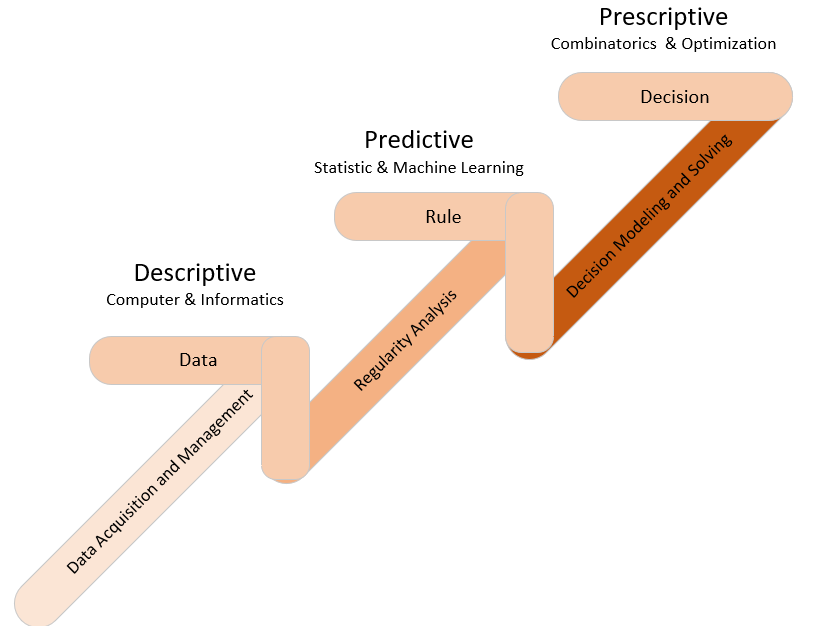 Prescriptive
Combinatorics & Optimization
Decision
Predictive
Statistic & Machine Learning
Rule
Decision Modeling and Solving
Descriptive
Computer & Informatics
Data
Regularity Analysis
Data Acquisition and Management